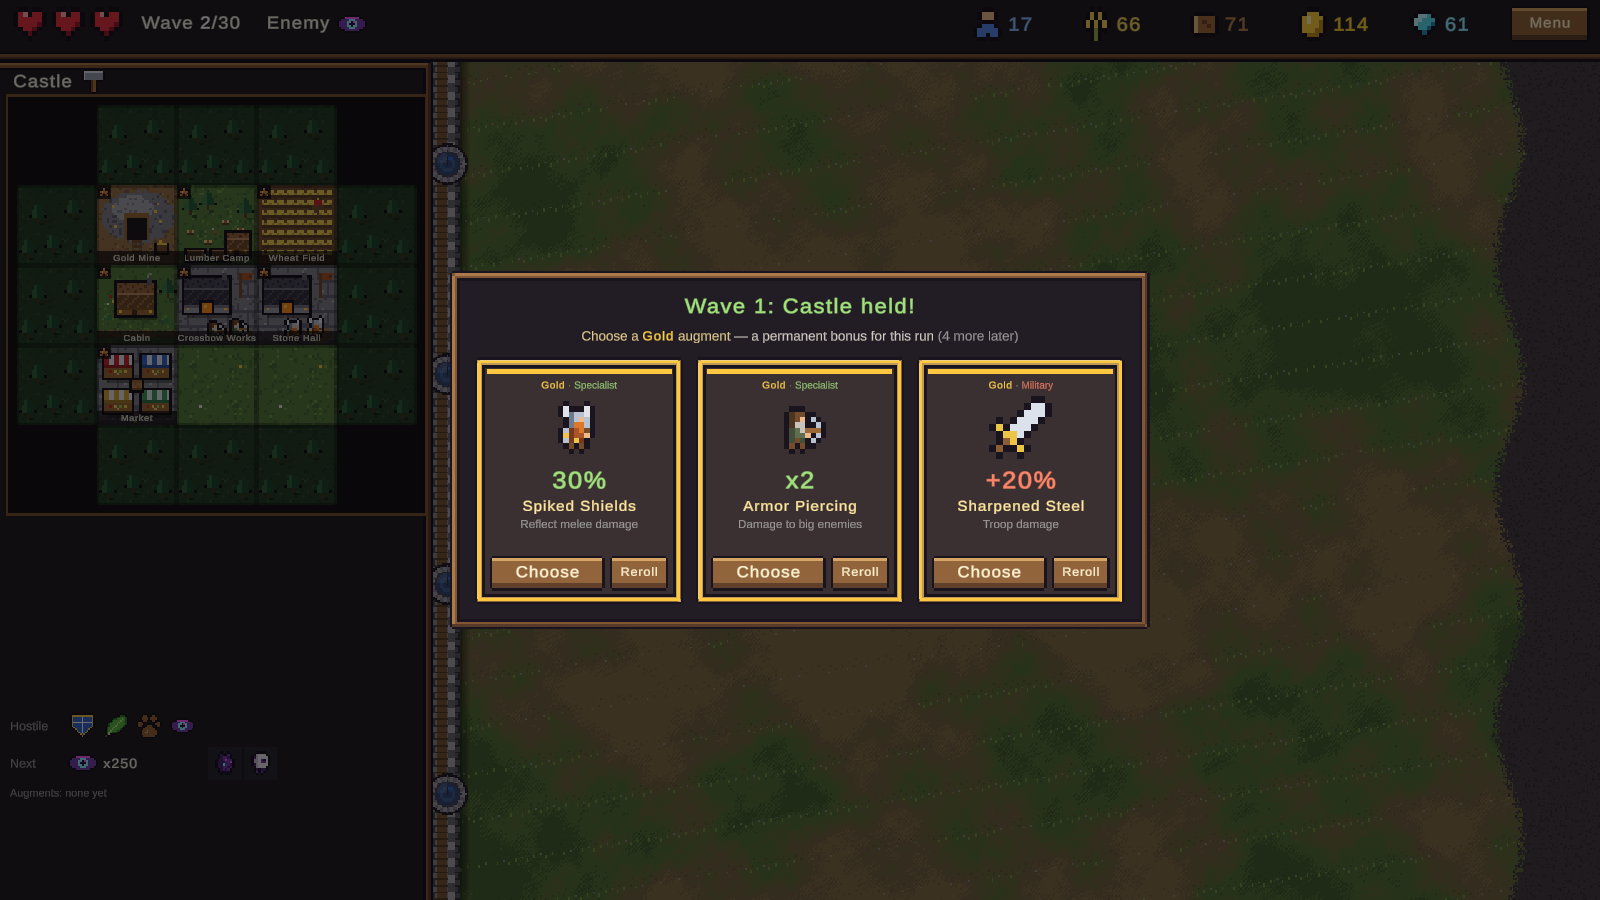 Wave 2/30 Enemy 17 66 71 114 61 Menu
Castle
Gold Mine Lumber Camp Wheat Field
Cabin Crossbow Works Stone Hall
Market
Wave 1: Castle held!
Choose a Gold augment — a permanent bonus for this run (4 more later)
Gold · Specialist
30%
Spiked Shields
Reflect melee damage
Choose Reroll
Gold · Specialist
x2
Armor Piercing
Damage to big enemies
Choose Reroll
Gold · Military
+20%
Sharpened Steel
Troop damage
Choose Reroll
Hostile
Next x250
Augments: none yet